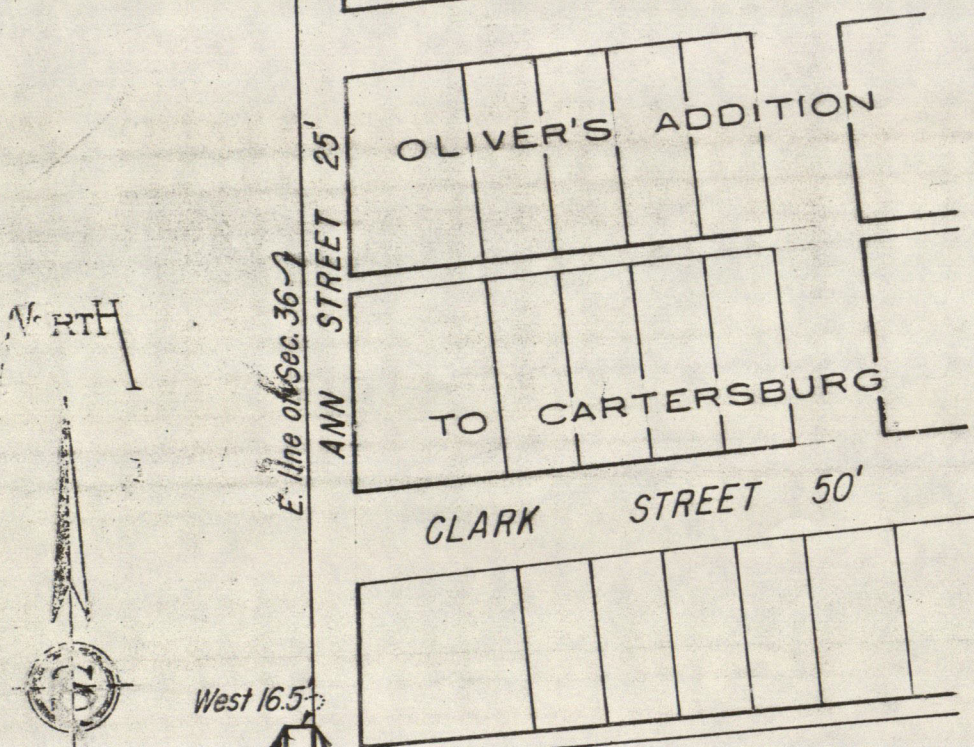 OLIVER'S ADDITION
TO CARTERSBURG
ANN STREET 25'
E. line of Sec. 36
NORTH
CLARK STREET 50'
West 16.5